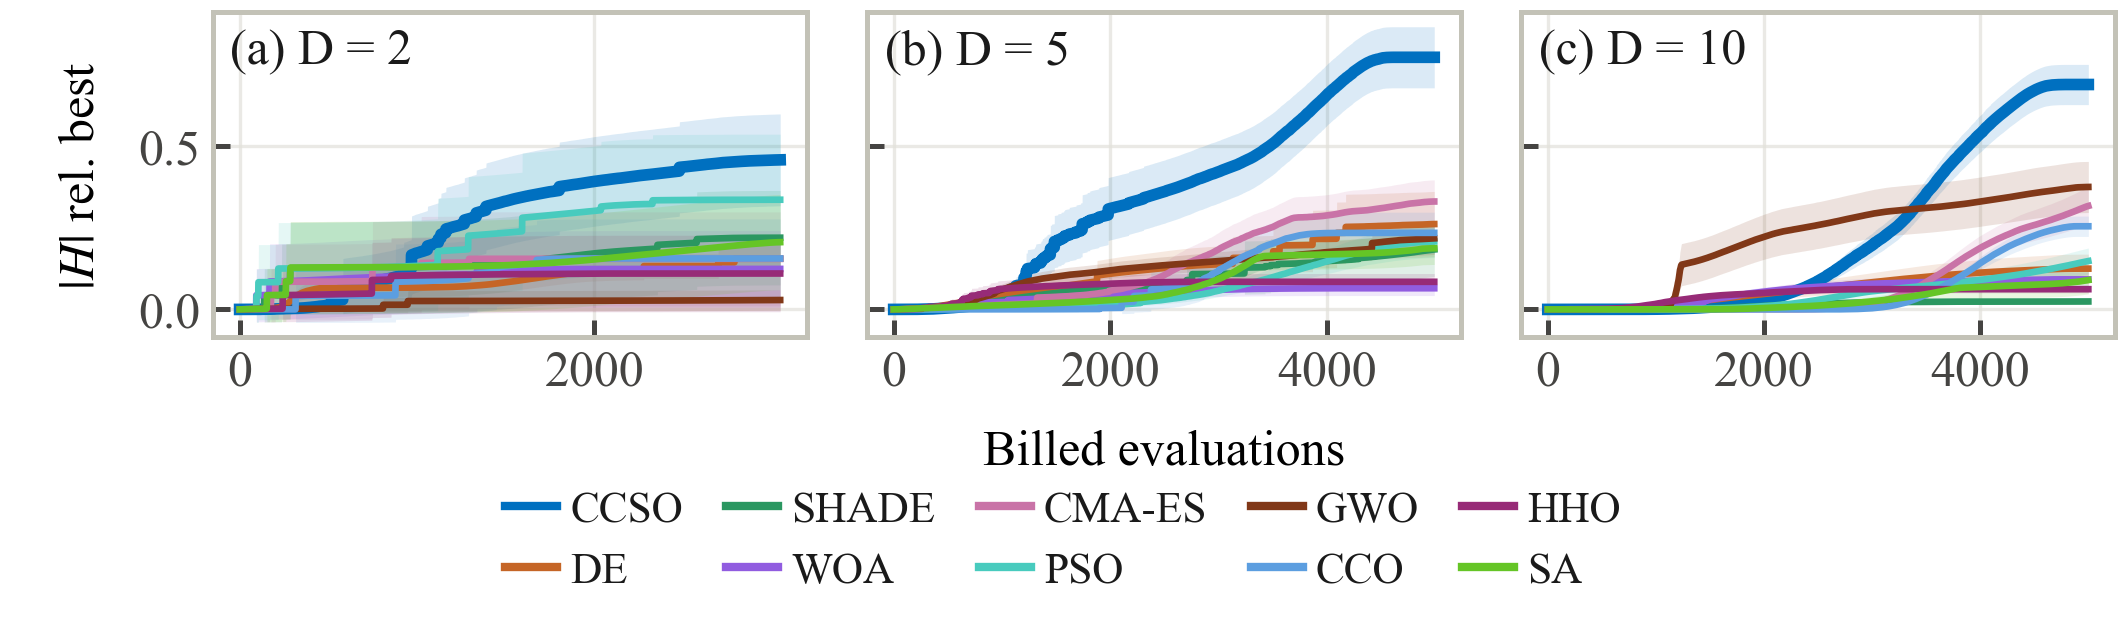 (a) D = 2
(b) D = 5
(c) D = 10
|H| rel. best
0.5
0.0
0 2000
0 2000 4000
0 2000 4000
Billed evaluations
CCSO SHADE CMA-ES GWO HHO
DE WOA PSO CCO SA